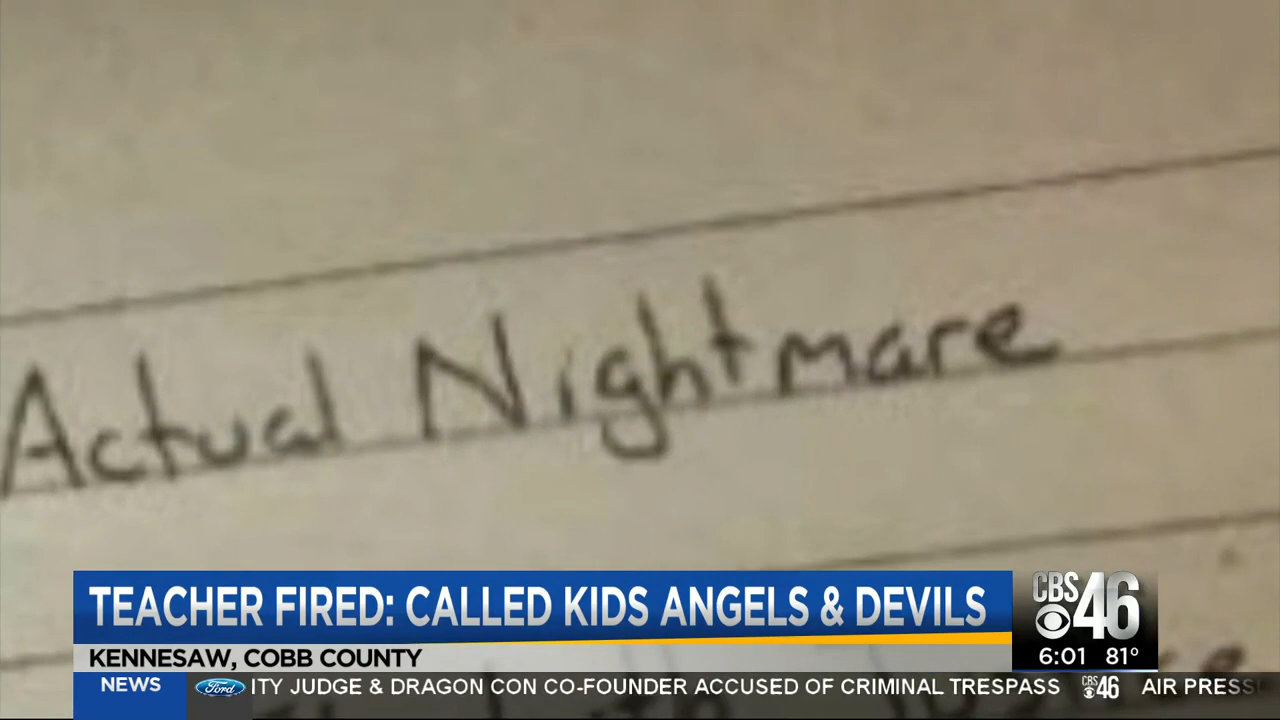 Actual Nightmare
TEACHER FIRED: CALLED KIDS ANGELS & DEVILS
KENNESAW, COBB COUNTY
CBS 46
6:01 81°
NEWS Ford ITY JUDGE & DRAGON CON CO-FOUNDER ACCUSED OF CRIMINAL TRESPASS CBS 46 AIR PRESS